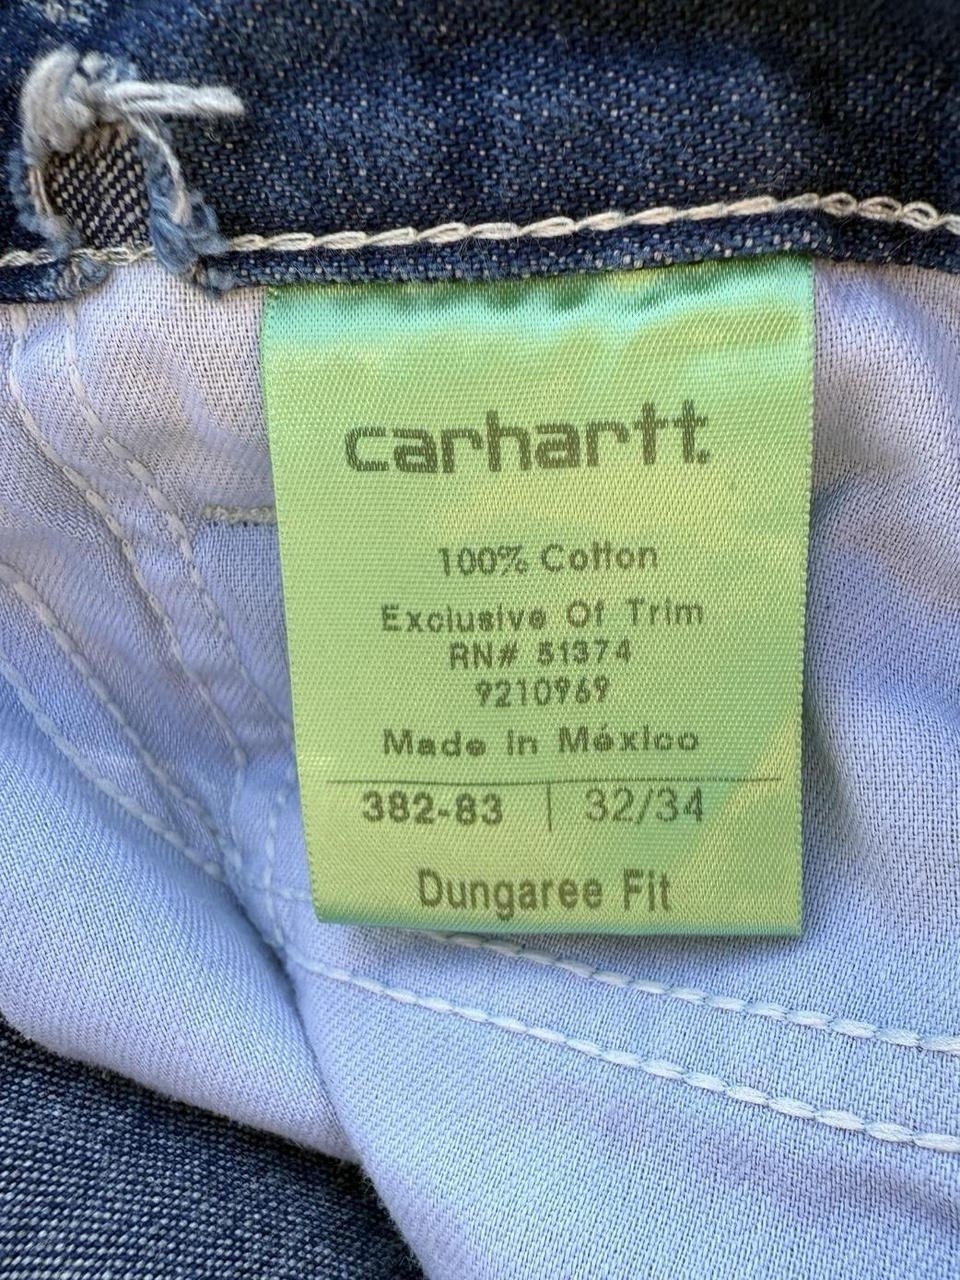 carhartt.
100% Cotton
Exclusive Of Trim
RN# 51374
9210969
Made In México
382-83 | 32/34
Dungaree Fit